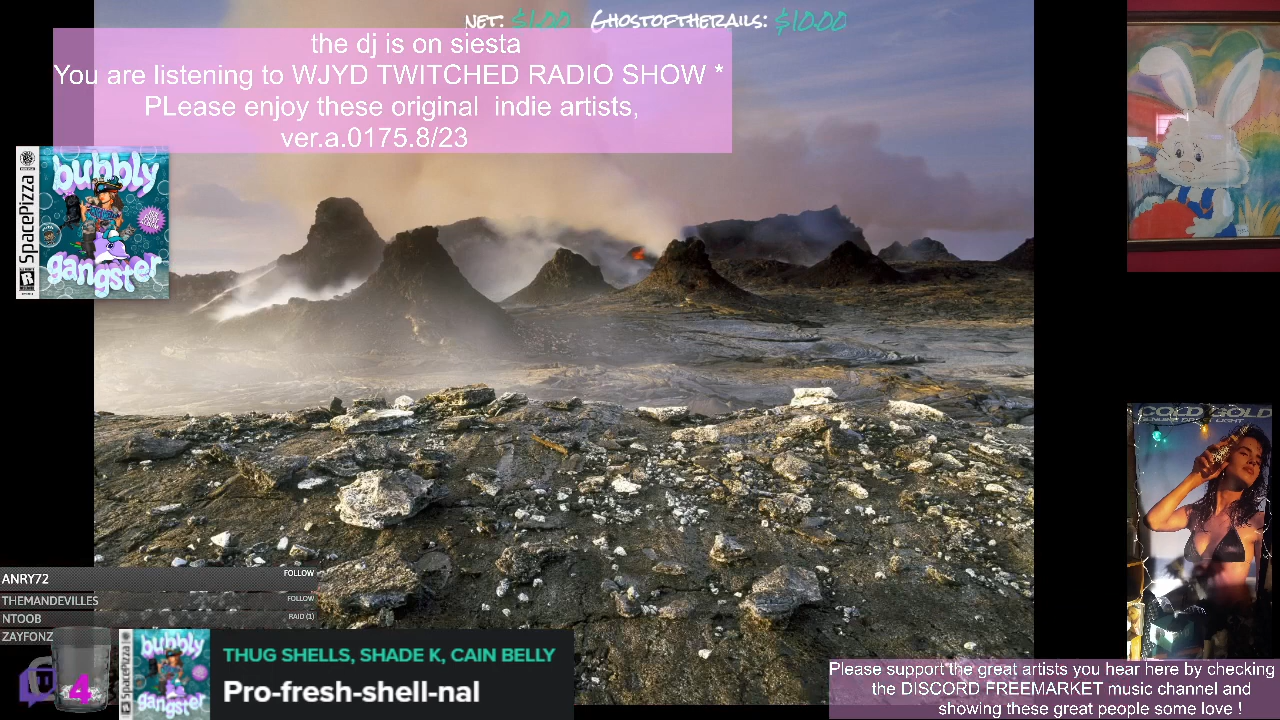 NET: $1.00 GHOSTOFTHERAILS: $10.00
the dj is on siesta
You are listening to WJYD TWITCHED RADIO SHOW *
PLease enjoy these original indie artists,
ver.a.0175.8/23
SpacePizza
bubbly
gangster
COLD GOLD
ANRY72 FOLLOW
THEMANDEVILLES FOLLOW
NTOOB RAID (1)
ZAYFONZ
4
SpacePizza
bubbly
gangster
THUG SHELLS, SHADE K, CAIN BELLY
Pro-fresh-shell-nal
Please support the great artists you hear here by checking
the DISCORD FREEMARKET music channel and
showing these great people some love !